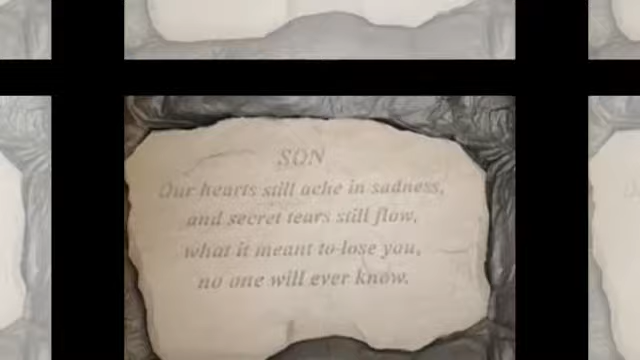 SON
Our hearts still ache in sadness,
and secret tears still flow,
what it meant to lose you,
no one will ever know.